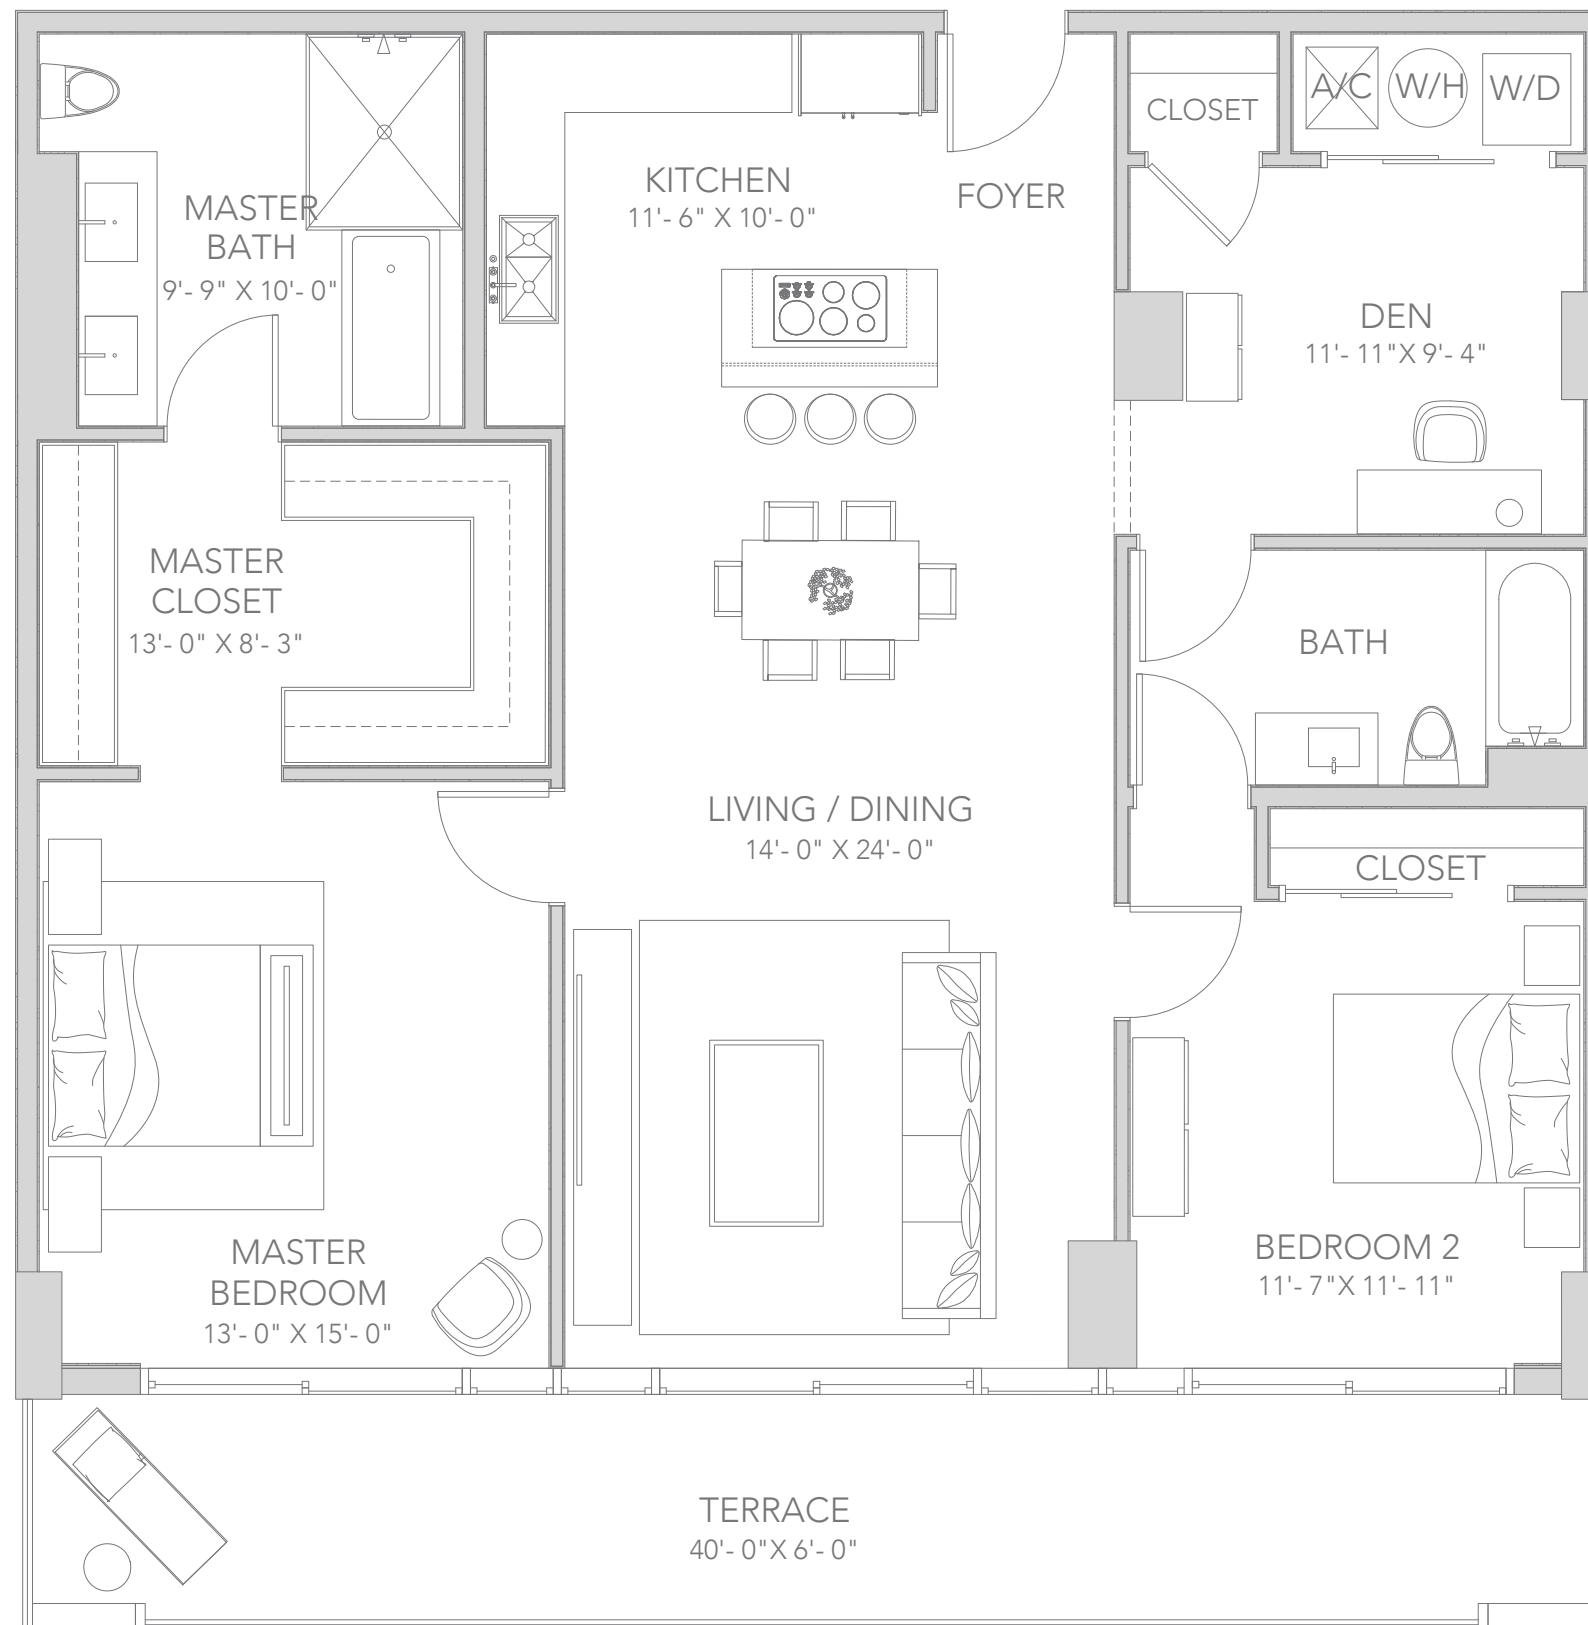 A/C
W/H
W/D
CLOSET
KITCHEN
11'- 6" X 10'- 0"
FOYER
MASTER
BATH
9'- 9" X 10'- 0"
DEN
11'- 11"X 9'- 4"
MASTER
CLOSET
13'- 0" X 8'- 3"
BATH
LIVING / DINING
14'- 0" X 24'- 0"
CLOSET
MASTER
BEDROOM
13'- 0" X 15'- 0"
BEDROOM 2
11'- 7"X 11'- 11"
TERRACE
40'- 0"X 6'- 0"